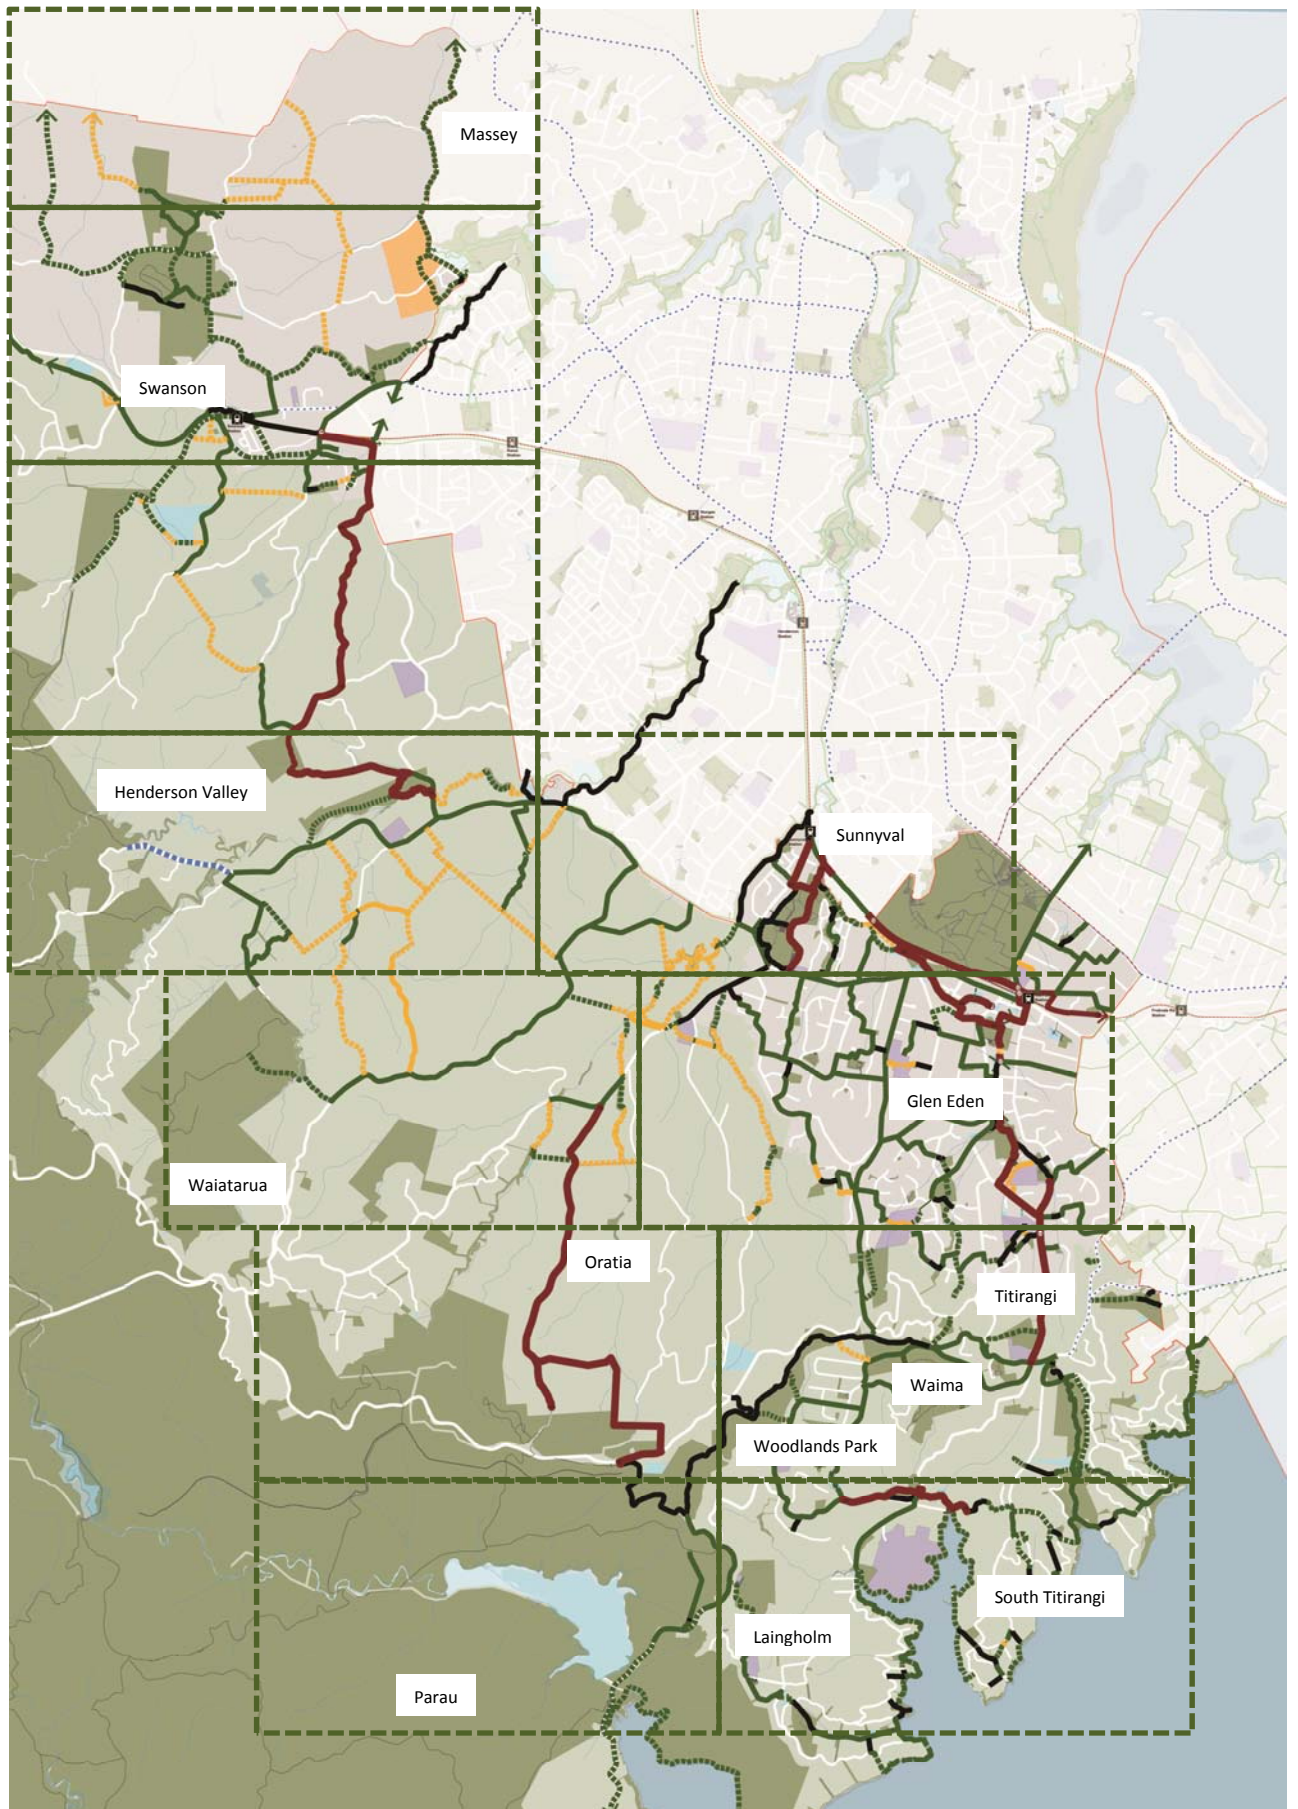 Massey
Swanson
Henderson Valley
Sunnyval
Glen Eden
Waiatarua
Oratia
Titirangi
Waima
Woodlands Park
South Titirangi
Laingholm
Parau